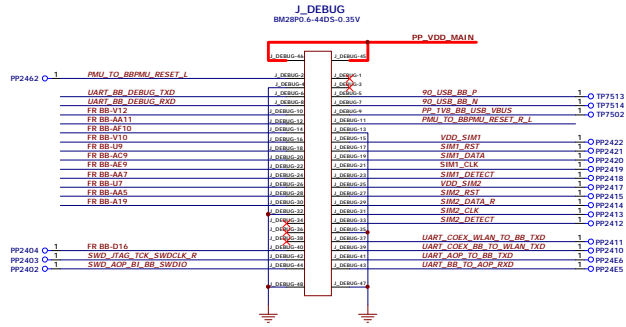 J_DEBUG
BM28P0.6-44DS-0.35V
PP_VDD_MAIN
J_DEBUG-46 J_DEBUG-45
PP2462 1 PMU_TO_BBPMU_RESET_L J_DEBUG-2 J_DEBUG-1
J_DEBUG-4 J_DEBUG-3
UART_BB_DEBUG_TXD J_DEBUG-6 J_DEBUG-5 90_USB_BB_P 1 TP7513
UART_BB_DEBUG_RXD J_DEBUG-8 J_DEBUG-7 90_USB_BB_N 1 TP7514
FR BB-V12 J_DEBUG-10 J_DEBUG-9 PP_1V8_BB_USB_VBUS 1 TP7502
FR BB-AA11 J_DEBUG-12 J_DEBUG-11 PMU_TO_BBPMU_RESET_R_L
FR BB-AF10 J_DEBUG-14 J_DEBUG-13
FR BB-V10 J_DEBUG-16 J_DEBUG-15 VDD_SIM1 1 PP2422
FR BB-U9 J_DEBUG-18 J_DEBUG-17 SIM1_RST 1 PP2421
FR BB-AC9 J_DEBUG-20 J_DEBUG-19 SIM1_DATA 1 PP2420
FR BB-AE9 J_DEBUG-22 J_DEBUG-21 SIM1_CLK 1 PP2419
FR BB-AA7 J_DEBUG-24 J_DEBUG-23 SIM1_DETECT 1 PP2418
FR BB-U7 J_DEBUG-26 J_DEBUG-25 VDD_SIM2 1 PP2417
FR BB-AA5 J_DEBUG-28 J_DEBUG-27 SIM2_RST 1 PP2415
FR BB-A19 J_DEBUG-30 J_DEBUG-29 SIM2_DATA_R 1 PP2414
J_DEBUG-32 J_DEBUG-31 SIM2_CLK 1 PP2413
J_DEBUG-34 J_DEBUG-33 SIM2_DETECT 1 PP2412
J_DEBUG-36 J_DEBUG-35
J_DEBUG-38 J_DEBUG-37 UART_COEX_WLAN_TO_BB_TXD 1 PP2411
PP2404 1 FR BB-D16 J_DEBUG-40 J_DEBUG-39 UART_COEX_BB_TO_WLAN_TXD 1 PP2410
PP2403 1 SWD_JTAG_TCK_SWDCLK_R J_DEBUG-42 J_DEBUG-41 UART_AOP_TO_BB_TXD 1 PP24E6
PP2402 1 SWD_AOP_BI_BB_SWDIO J_DEBUG-44 J_DEBUG-43 UART_BB_TO_AOP_RXD 1 PP24E5
J_DEBUG-48 J_DEBUG-47